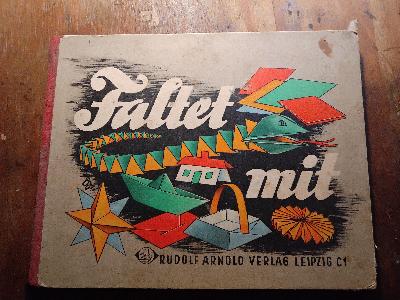 Faltet
mit
RUDOLF ARNOLD VERLAG LEIPZIG C1